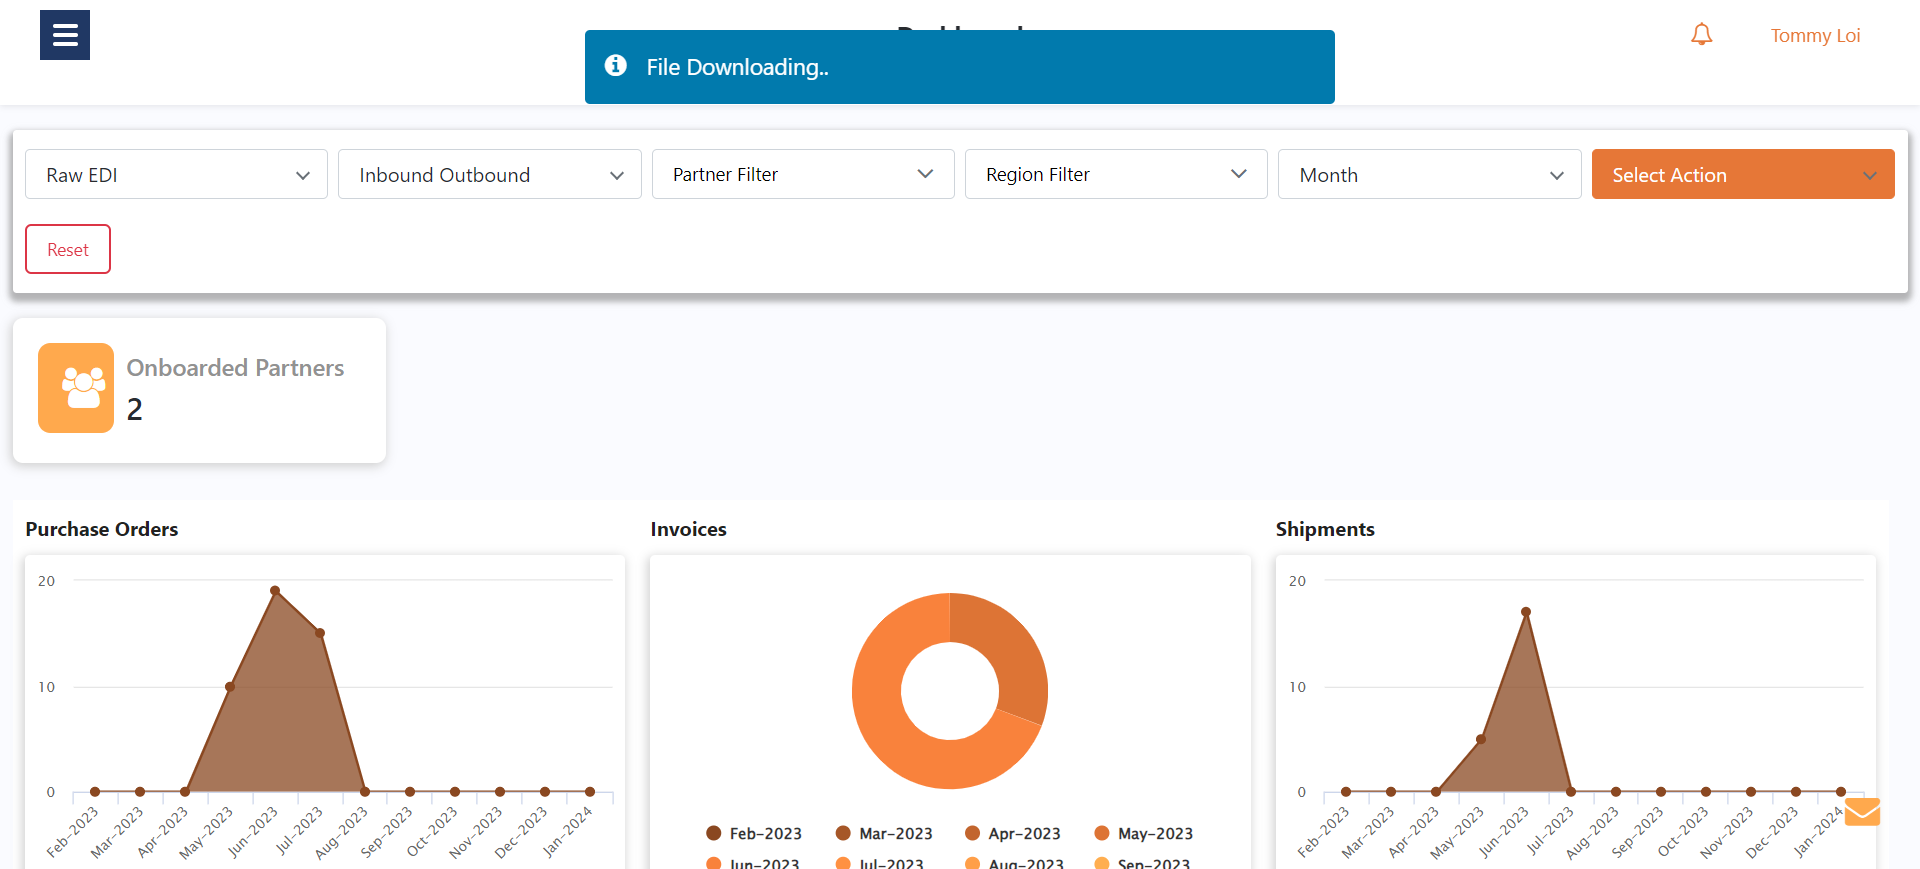 Tommy Loi
File Downloading..
Raw EDI
Inbound Outbound
Partner Filter
Region Filter
Month
Select Action
Reset
Onboarded Partners
2
Purchase Orders
20
10
0
Feb-2023
Mar-2023
Apr-2023
May-2023
Jun-2023
Jul-2023
Aug-2023
Sep-2023
Oct-2023
Nov-2023
Dec-2023
Jan-2024
Invoices
Feb-2023
Mar-2023
Apr-2023
May-2023
Jun-2023
Jul-2023
Aug-2023
Sep-2023
Shipments
20
10
0
Feb-2023
Mar-2023
Apr-2023
May-2023
Jun-2023
Jul-2023
Aug-2023
Sep-2023
Oct-2023
Nov-2023
Dec-2023
Jan-2024